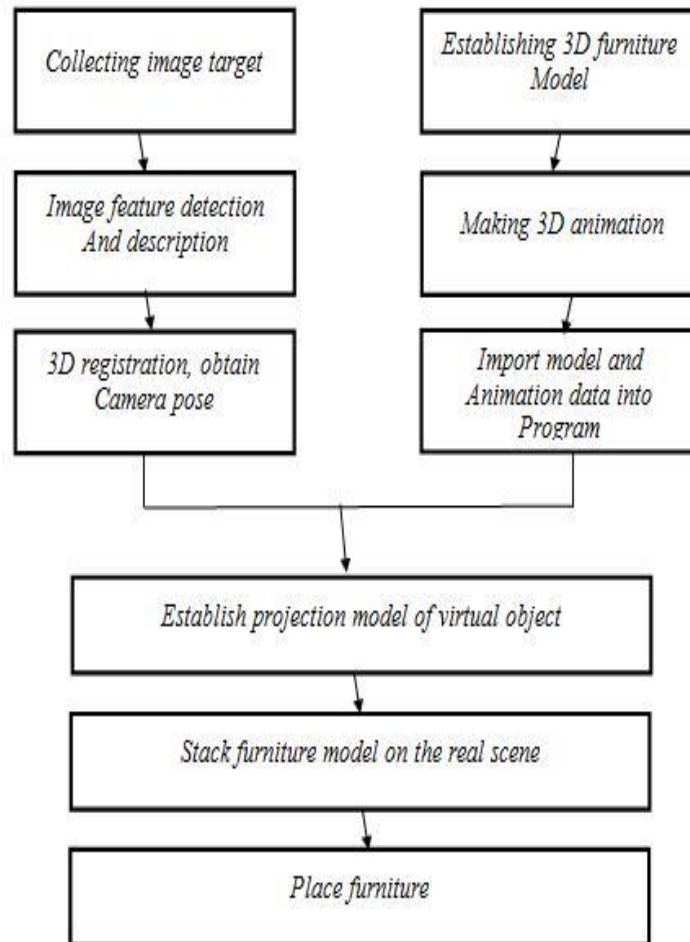 Collecting image target
Establishing 3D furniture
Model
Image feature detection
And description
Making 3D animation
3D registration, obtain
Camera pose
Import model and
Animation data into
Program
Establish projection model of virtual object
Stack furniture model on the real scene
Place furniture